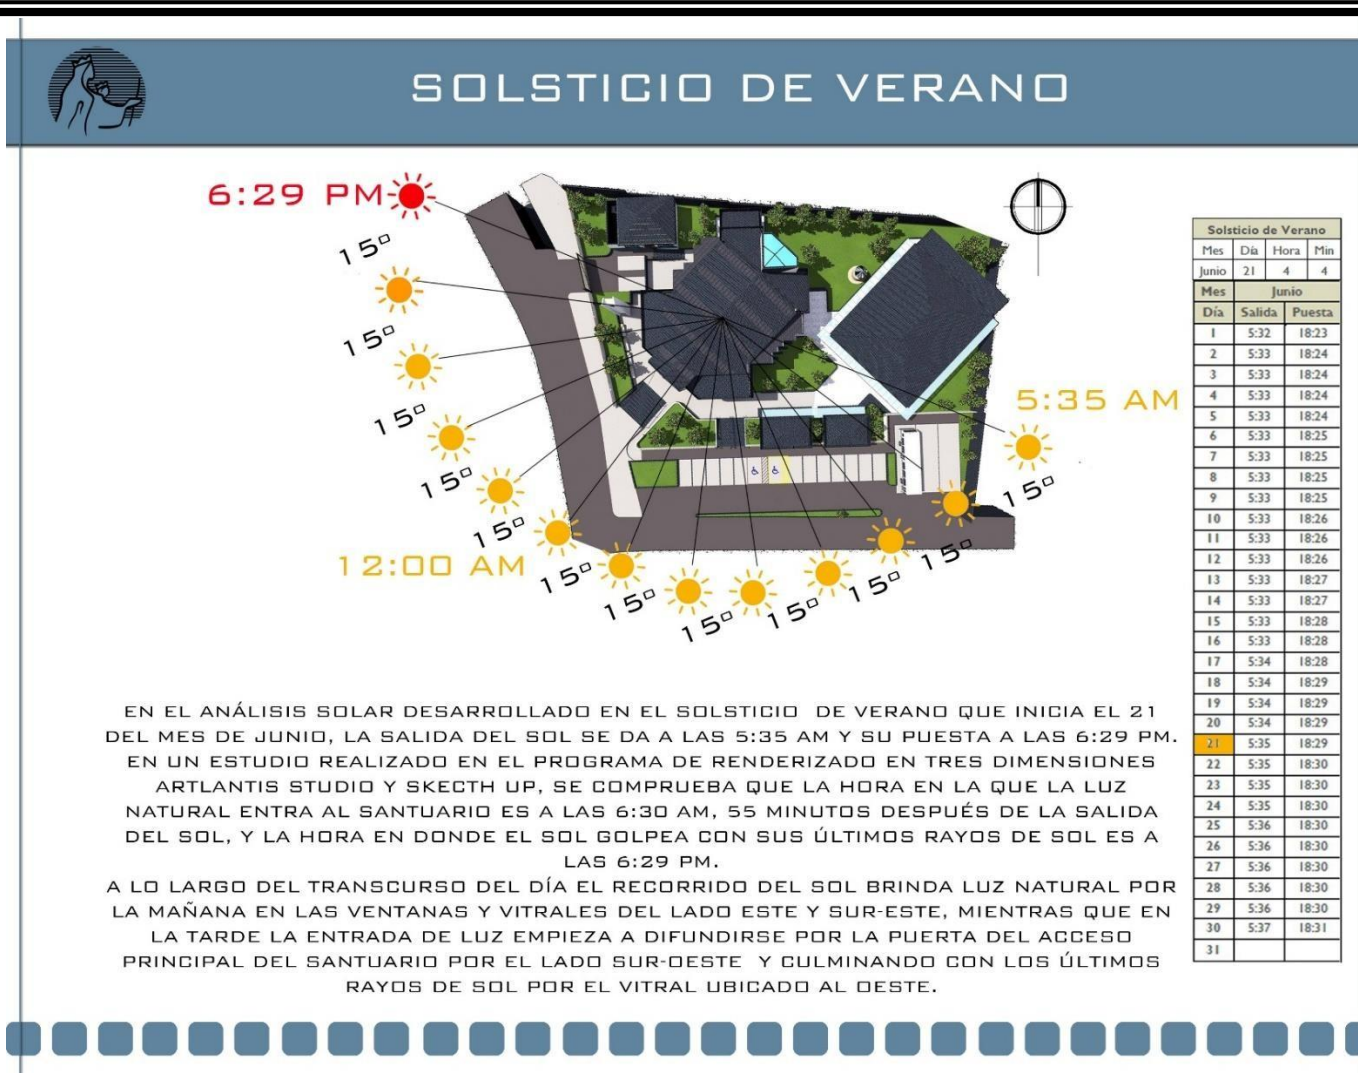 SOLSTICIO DE VERANO
6:29 PM
15º
15º
15º
15º
15º
12:00 AM
15º
15º
15º
15º
15º
15º
15º
5:35 AM
Solsticio de Verano
Mes Día Hora Min
Junio 21 4 4
Mes Junio
Día Salida Puesta
1 5:32 18:23
2 5:33 18:24
3 5:33 18:24
4 5:33 18:24
5 5:33 18:24
6 5:33 18:25
7 5:33 18:25
8 5:33 18:25
9 5:33 18:25
10 5:33 18:26
11 5:33 18:26
12 5:33 18:26
13 5:33 18:27
14 5:33 18:27
15 5:33 18:28
16 5:33 18:28
17 5:34 18:28
18 5:34 18:29
19 5:34 18:29
20 5:34 18:29
21 5:35 18:29
22 5:35 18:30
23 5:35 18:30
24 5:35 18:30
25 5:36 18:30
26 5:36 18:30
27 5:36 18:30
28 5:36 18:30
29 5:36 18:30
30 5:37 18:31
31
EN EL ANÁLISIS SOLAR DESARROLLADO EN EL SOLSTICIO DE VERANO QUE INICIA EL 21
DEL MES DE JUNIO, LA SALIDA DEL SOL SE DA A LAS 5:35 AM Y SU PUESTA A LAS 6:29 PM.
EN UN ESTUDIO REALIZADO EN EL PROGRAMA DE RENDERIZADO EN TRES DIMENSIONES
ARTLANTIS STUDIO Y SKECTH UP, SE COMPRUEBA QUE LA HORA EN LA QUE LA LUZ
NATURAL ENTRA AL SANTUARIO ES A LAS 6:30 AM, 55 MINUTOS DESPUÉS DE LA SALIDA
DEL SOL, Y LA HORA EN DONDE EL SOL GOLPEA CON SUS ÚLTIMOS RAYOS DE SOL ES A
LAS 6:29 PM.
A LO LARGO DEL TRANSCURSO DEL DÍA EL RECORRIDO DEL SOL BRINDA LUZ NATURAL POR
LA MAÑANA EN LAS VENTANAS Y VITRALES DEL LADO ESTE Y SUR-ESTE, MIENTRAS QUE EN
LA TARDE LA ENTRADA DE LUZ EMPIEZA A DIFUNDIRSE POR LA PUERTA DEL ACCESO
PRINCIPAL DEL SANTUARIO POR EL LADO SUR-OESTE Y CULMINANDO CON LOS ÚLTIMOS
RAYOS DE SOL POR EL VITRAL UBICADO AL OESTE.